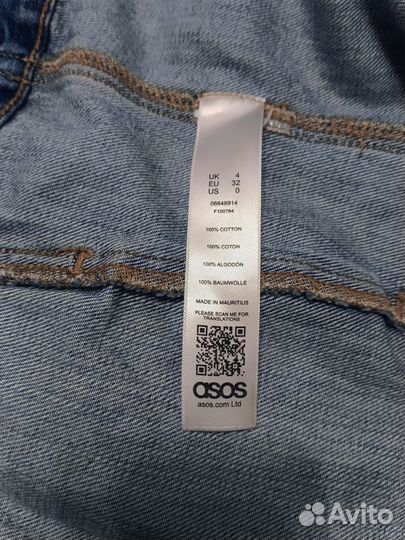 UK 4
EU 32
US 0
06648914
F100784
100% COTTON
100% COTON
100% ALGODÓN
100% BAUMWOLLE
MADE IN MAURITIUS
PLEASE SCAN ME FOR
TRANSLATIONS
asos
asos.com Ltd
Avito